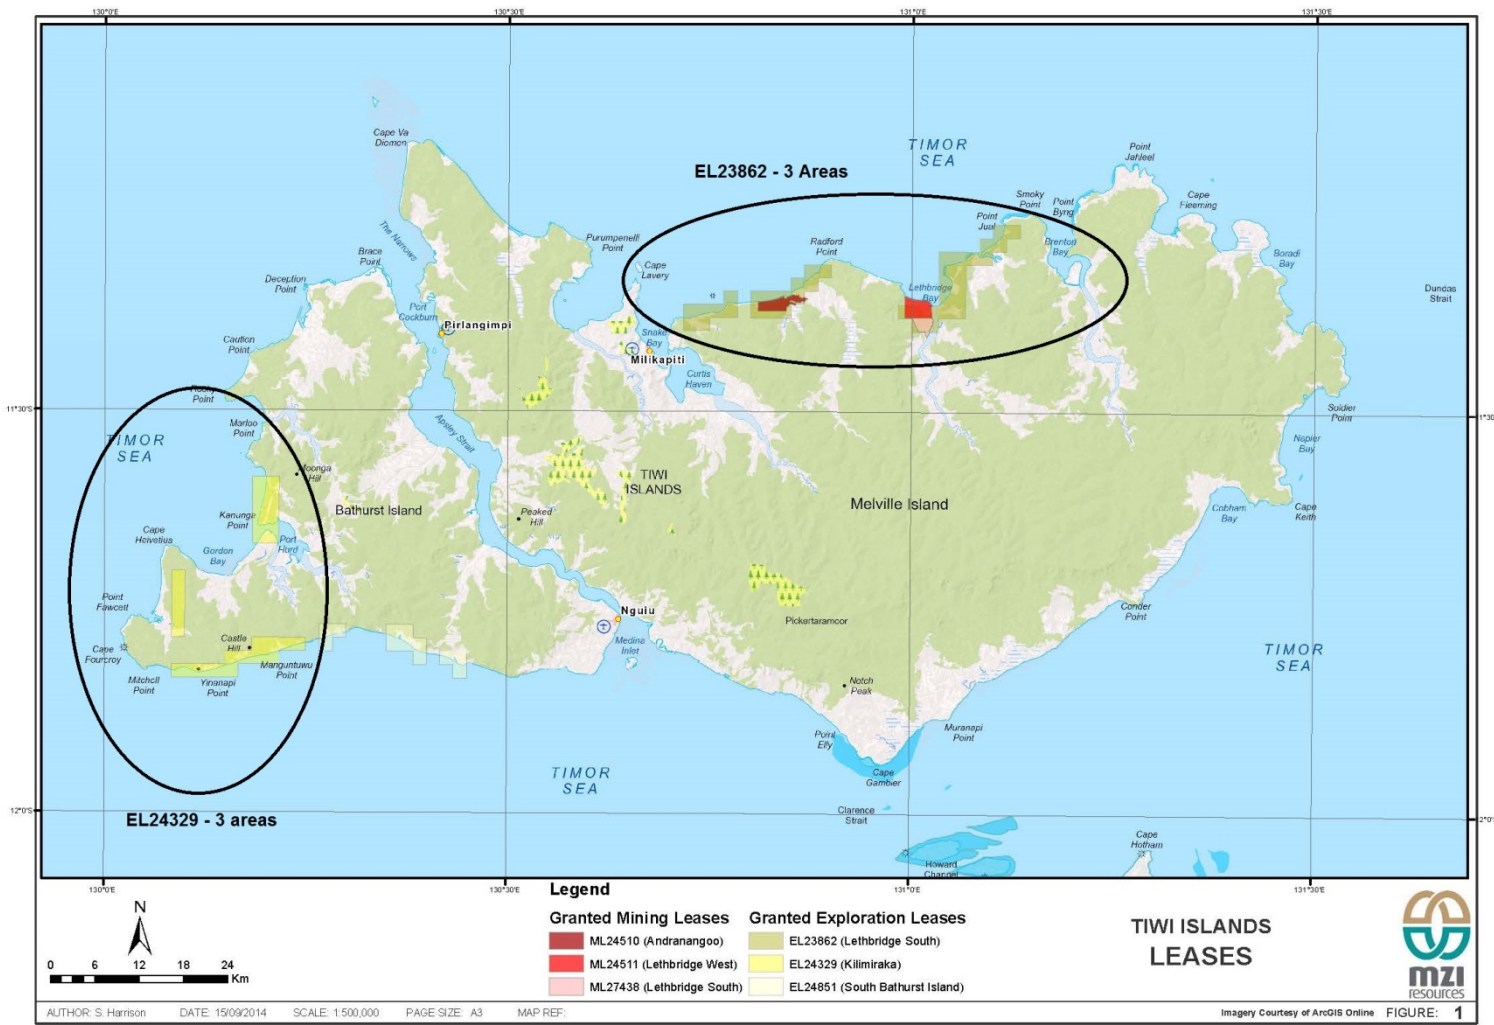 130°0'E
130°30'E
131°0'E
131°30'E
Cape Va
Diemen
TIMOR
SEA
Point
Jahleel
EL23862 - 3 Areas
Smoky
Point
Point
Byng
Cape
Fleeming
Point
Jual
The Narrows
Purumpenelli
Point
Radford
Point
Brenton
Bay
Brace
Point
Cape
Lavery
Boradi
Bay
Deception
Point
Lethbridge
Bay
Dundas
Strait
Port
Cockburn
Pirlangimpi
Caution
Point
Snake
Bay
Milikapiti
Curtis
Haven
Rocky
Point
11°30'S
Marloo
Point
Apsley Strait
Soldier
Point
TIMOR
SEA
Napier
Bay
Moonga
Hill
TIWI
ISLANDS
Melville Island
Kanunga
Point
Bathurst Island
Peaked
Hill
Cobham
Bay
Cape
Keith
Cape
Helvetius
Port
Hurd
Gordon
Bay
Point
Fawcett
Conder
Point
Nguiu
Pickertaramoor
Castle
Hill
Medina
Inlet
Cape
Fourcroy
TIMOR
SEA
Manguntuwu
Point
Mitchell
Point
Yinanapi
Point
Notch
Peak
Muranapi
Point
Point
Elly
TIMOR
SEA
Cape
Gambier
12°0'S
EL24329 - 3 areas
Clarence
Strait
Cape
Hotham
Howard
Channel
130°0'E
130°30'E
131°0'E
131°30'E
N
0 6 12 18 24
Km
Legend
Granted Mining Leases
ML24510 (Andranangoo)
ML24511 (Lethbridge West)
ML27438 (Lethbridge South)
Granted Exploration Leases
EL23862 (Lethbridge South)
EL24329 (Kilimiraka)
EL24851 (South Bathurst Island)
TIWI ISLANDS
LEASES
mzi
resources
AUTHOR: S. Harrison DATE: 15/09/2014 SCALE: 1:500,000 PAGE SIZE: A3 MAP REF: Imagery Courtesy of ArcGIS Online FIGURE: 1